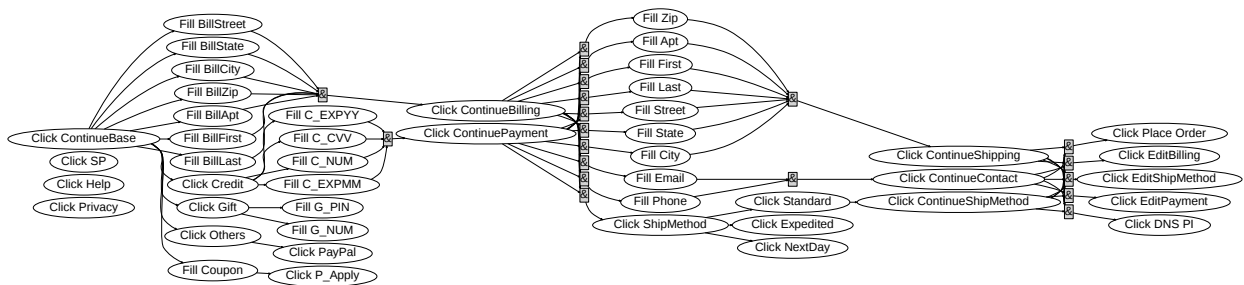 Fill BillStreet
Fill BillState
Fill BillCity
Fill BillZip
Fill BillApt
Click ContinueBase
Fill BillFirst
Fill BillLast
Click SP
Click Help
Click Privacy
Click Credit
Click Gift
Click Others
Fill Coupon
&
Fill C_EXPYY
Fill C_CVV
Fill C_NUM
Fill C_EXPMM
Fill G_PIN
Fill G_NUM
Click PayPal
Click P_Apply
&
Click ContinueBilling
Click ContinuePayment
&
&
&
&
&
&
&
&
&
&
Fill Zip
Fill Apt
Fill First
Fill Last
Fill Street
Fill State
Fill City
Fill Email
Fill Phone
Click ShipMethod
&
&
Click Standard
Click Expedited
Click NextDay
Click ContinueShipping
Click ContinueContact
Click ContinueShipMethod
&
&
&
&
&
Click Place Order
Click EditBilling
Click EditShipMethod
Click EditPayment
Click DNS PI